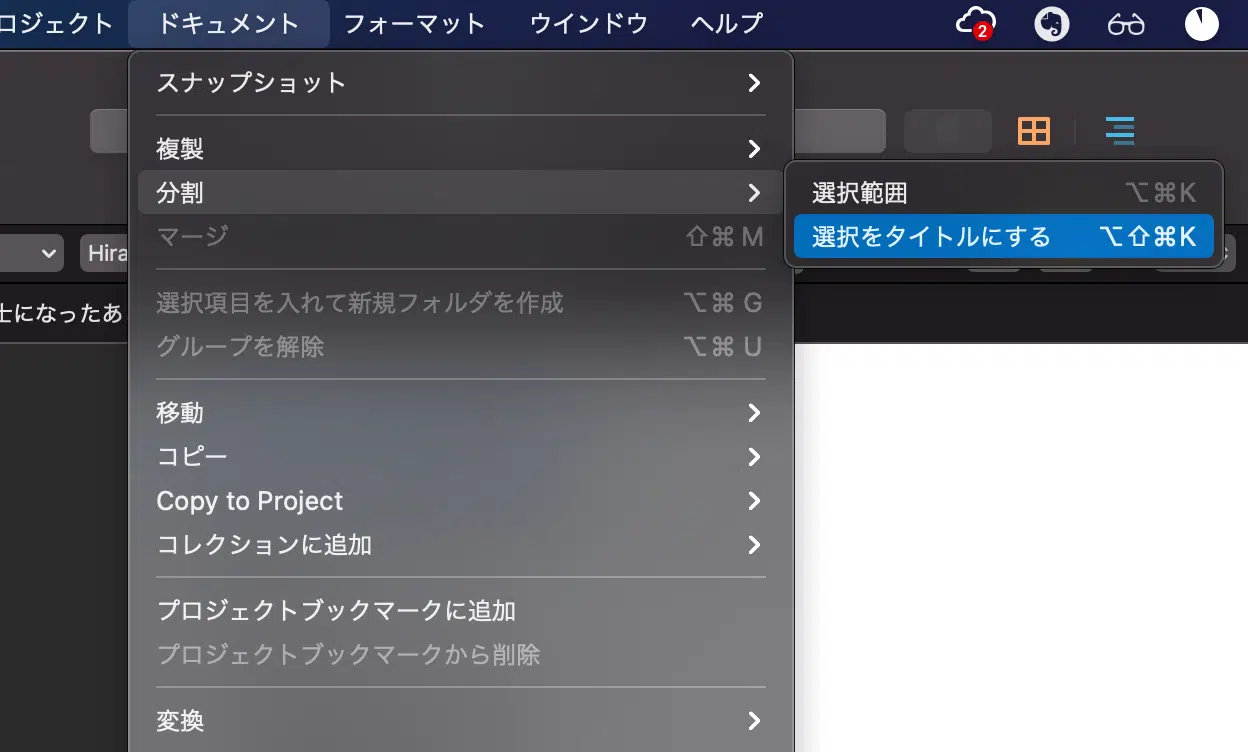 ロジェクト ドキュメント フォーマット ウインドウ ヘルプ 2
スナップショット
複製
分割
選択範囲 ⌥⌘K
マージ ⇧⌘M
選択をタイトルにする ⌥⇧⌘K
Hira
選択項目を入れて新規フォルダを作成 ⌥⌘G
士になったあ
グループを解除 ⌥⌘U
移動
コピー
Copy to Project
コレクションに追加
プロジェクトブックマークに追加
プロジェクトブックマークから削除
変換